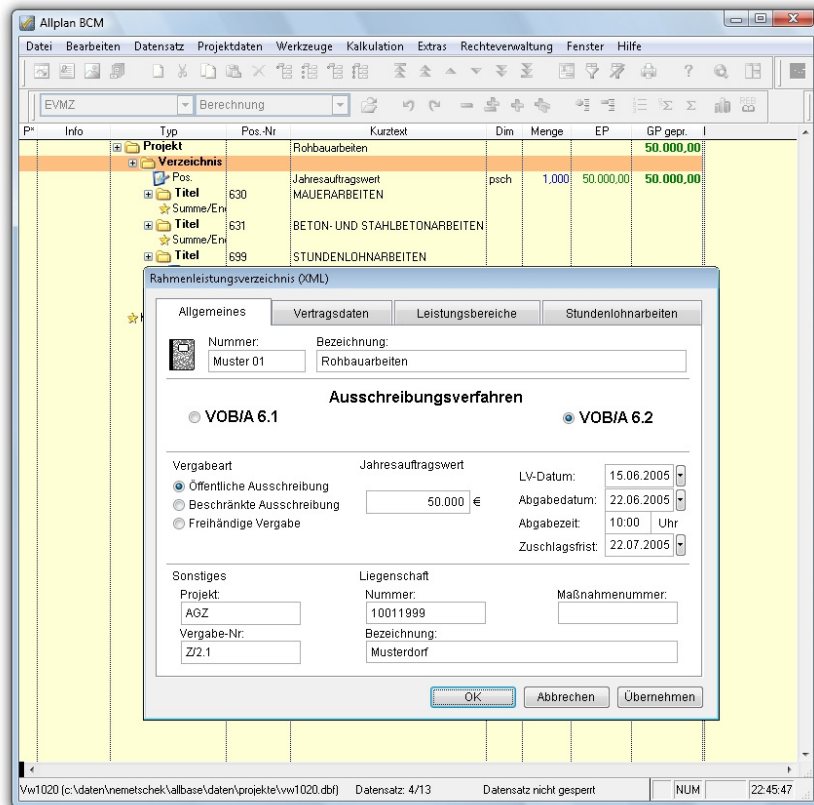 Allplan BCM
Datei Bearbeiten Datensatz Projektdaten Werkzeuge Kalkulation Extras Rechteverwaltung Fenster Hilfe
EVMZ Berechnung
P* Info Typ Pos.-Nr Kurztext Dim Menge EP GP gepr. I
Projekt Rohbauarbeiten 50.000,00
Verzeichnis
Pos. Jahresauftragswert psch 1,000 50.000,00 50.000,00
Titel 630 MAUERARBEITEN
Summe/En
Titel 631 BETON- UND STAHLBETONARBEITEN
Summe/En
Titel 699 STUNDENLOHNARBEITEN
Rahmenleistungsverzeichnis (XML)
Allgemeines Vertragsdaten Leistungsbereiche Stundenlohnarbeiten
Nummer: Bezeichnung:
Muster 01 Rohbauarbeiten
Ausschreibungsverfahren
VOB/A 6.1 VOB/A 6.2
Vergabeart Jahresauftragswert
LV-Datum: 15.06.2005
Öffentliche Ausschreibung
Beschränkte Ausschreibung 50.000 € Abgabedatum: 22.06.2005
Freihändige Vergabe Abgabezeit: 10:00 Uhr
Zuschlagsfrist: 22.07.2005
Sonstiges Liegenschaft
Projekt: Nummer: Maßnahmenummer:
AGZ 10011999
Vergabe-Nr: Bezeichnung:
Z/2.1 Musterdorf
OK Abbrechen Übernehmen
Vw1020 (c:\daten\nemetschek\allbase\daten\projekte\vw1020.dbf) Datensatz: 4/13 Datensatz nicht gesperrt NUM 22:45:47